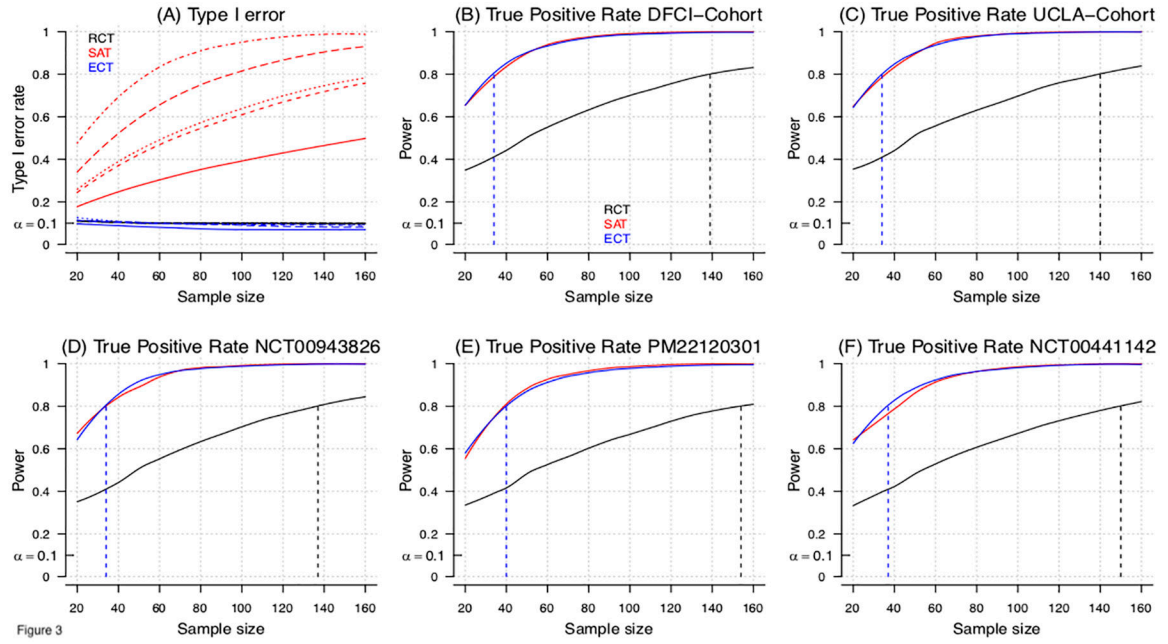 (A) Type I error
Type I error rate
1
0.8
0.6
0.4
0.2
α = 0.1
0
RCT
SAT
ECT
20 40 60 80 100 120 140 160
Sample size
(B) True Positive Rate DFCI−Cohort
Power
1
0.8
0.6
0.4
0.2
α = 0.1
0
RCT
SAT
ECT
20 40 60 80 100 120 140 160
Sample size
(C) True Positive Rate UCLA−Cohort
Power
1
0.8
0.6
0.4
0.2
α = 0.1
0
20 40 60 80 100 120 140 160
Sample size
(D) True Positive Rate NCT00943826
Power
1
0.8
0.6
0.4
0.2
α = 0.1
0
20 40 60 80 100 120 140 160
Sample size
(E) True Positive Rate PM22120301
Power
1
0.8
0.6
0.4
0.2
α = 0.1
0
20 40 60 80 100 120 140 160
Sample size
(F) True Positive Rate NCT00441142
Power
1
0.8
0.6
0.4
0.2
α = 0.1
0
20 40 60 80 100 120 140 160
Sample size
Figure 3